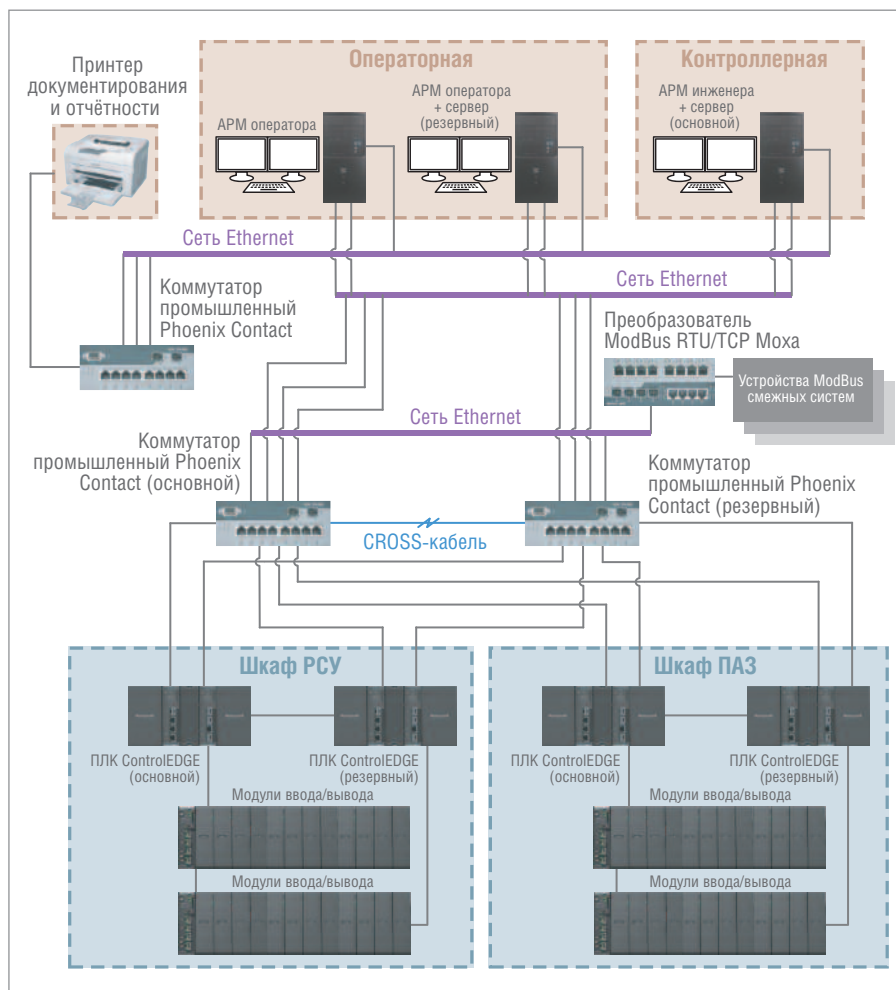 Принтер
документирования
и отчётности
Операторная
АРМ оператора
АРМ оператора
+ сервер
(резервный)
Контроллерная
АРМ инженера
+ сервер
(основной)
Сеть Ethernet
Коммутатор
промышленный
Phoenix Contact
Сеть Ethernet
Преобразователь
ModBus RTU/TCP Moxa
Устройства ModBus
смежных систем
Сеть Ethernet
Коммутатор
промышленный Phoenix
Contact (основной)
Коммутатор
промышленный Phoenix
Contact (резервный)
CROSS-кабель
Шкаф РСУ
ПЛК ControlEDGE
(основной)
ПЛК ControlEDGE
(резервный)
Модули ввода/вывода
Модули ввода/вывода
Шкаф ПАЗ
ПЛК ControlEDGE
(основной)
ПЛК ControlEDGE
(резервный)
Модули ввода/вывода
Модули ввода/вывода